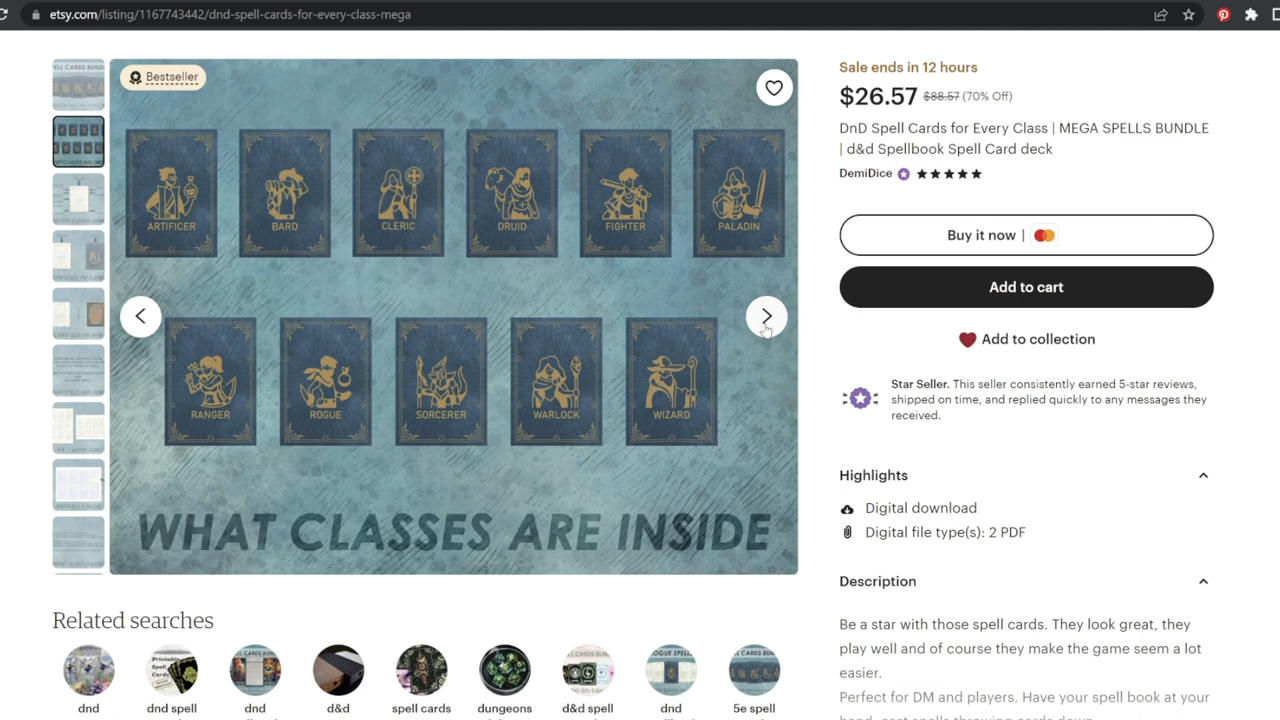 etsy.com/listing/1167743442/dnd-spell-cards-for-every-class-mega
Bestseller
ARTIFICER
BARD
CLERIC
DRUID
FIGHTER
PALADIN
RANGER
ROGUE
SORCERER
WARLOCK
WIZARD
WHAT CLASSES ARE INSIDE
Sale ends in 12 hours
$26.57 $88.57 (70% Off)
DnD Spell Cards for Every Class | MEGA SPELLS BUNDLE
| d&d Spellbook Spell Card deck
DemiDice
Buy it now |
Add to cart
Add to collection
Star Seller. This seller consistently earned 5-star reviews,
shipped on time, and replied quickly to any messages they
received.
Highlights
Digital download
Digital file type(s): 2 PDF
Description
Be a star with those spell cards. They look great, they
play well and of course they make the game seem a lot
easier.
Perfect for DM and players. Have your spell book at your
hand, cast spells throwing cards down
Related searches
dnd
dnd spell
dnd
d&d
spell cards
dungeons
d&d spell
dnd
5e spell